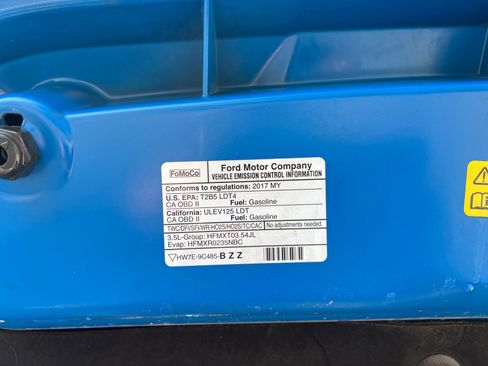 FoMoCo
Ford Motor Company
VEHICLE EMISSION CONTROL INFORMATION
Conforms to regulations: 2017 MY
U.S. EPA: T2B5 LDT4
CA OBD II Fuel: Gasoline
California: ULEV125 LDT
CA OBD II Fuel: Gasoline
TWC/DFI/SFI/WR-HO2S/HO2S/TC/CAC No adjustments needed.
3.5L-Group: HFMXT03.54JL
Evap: HFMXR0235NBC
HW7E-9C485-BZZ